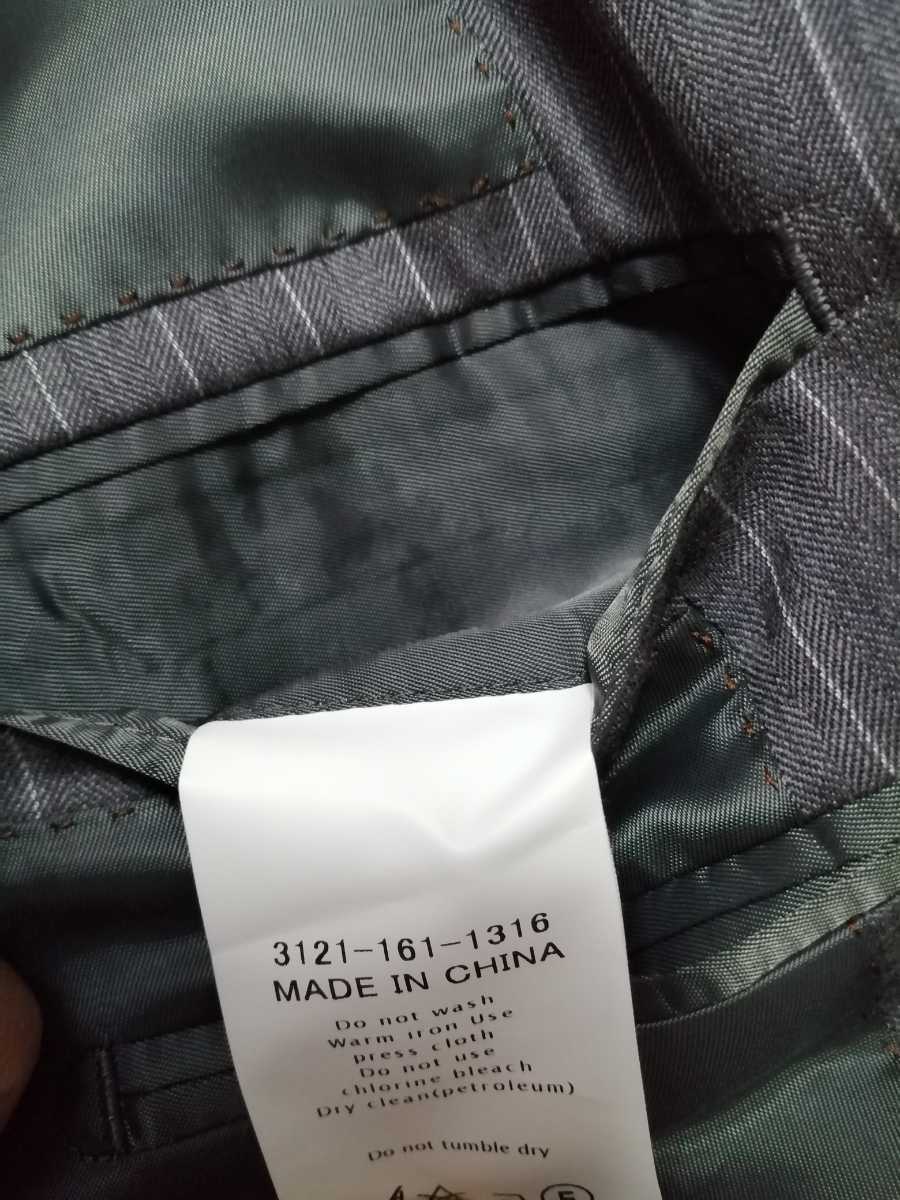 3121-161-1316
MADE IN CHINA
Do not wash
Warm iron Use
press cloth
Do not use
chlorine bleach
Dry clean(petroleum)
Do not tumble dry
F